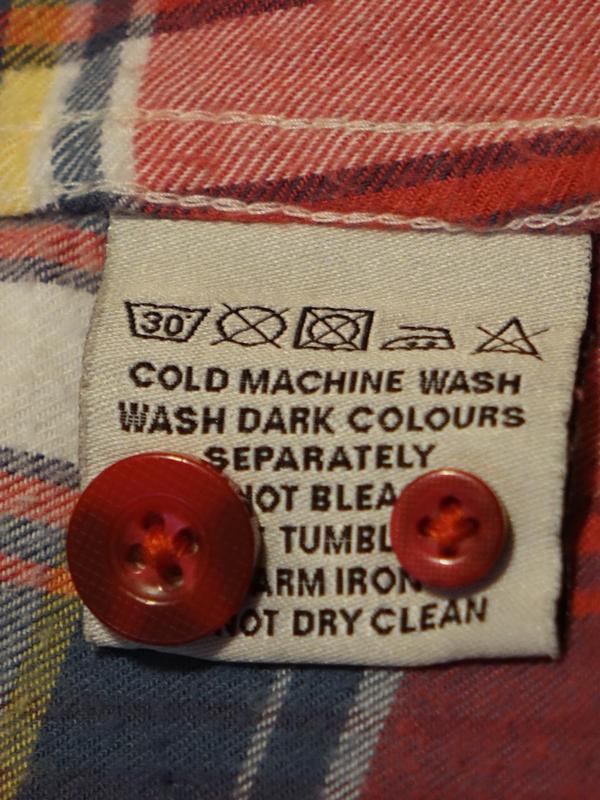 30°
COLD MACHINE WASH
WASH DARK COLOURS
SEPARATELY
NOT BLEA
TUMBL
ARM IRON
NOT DRY CLEAN